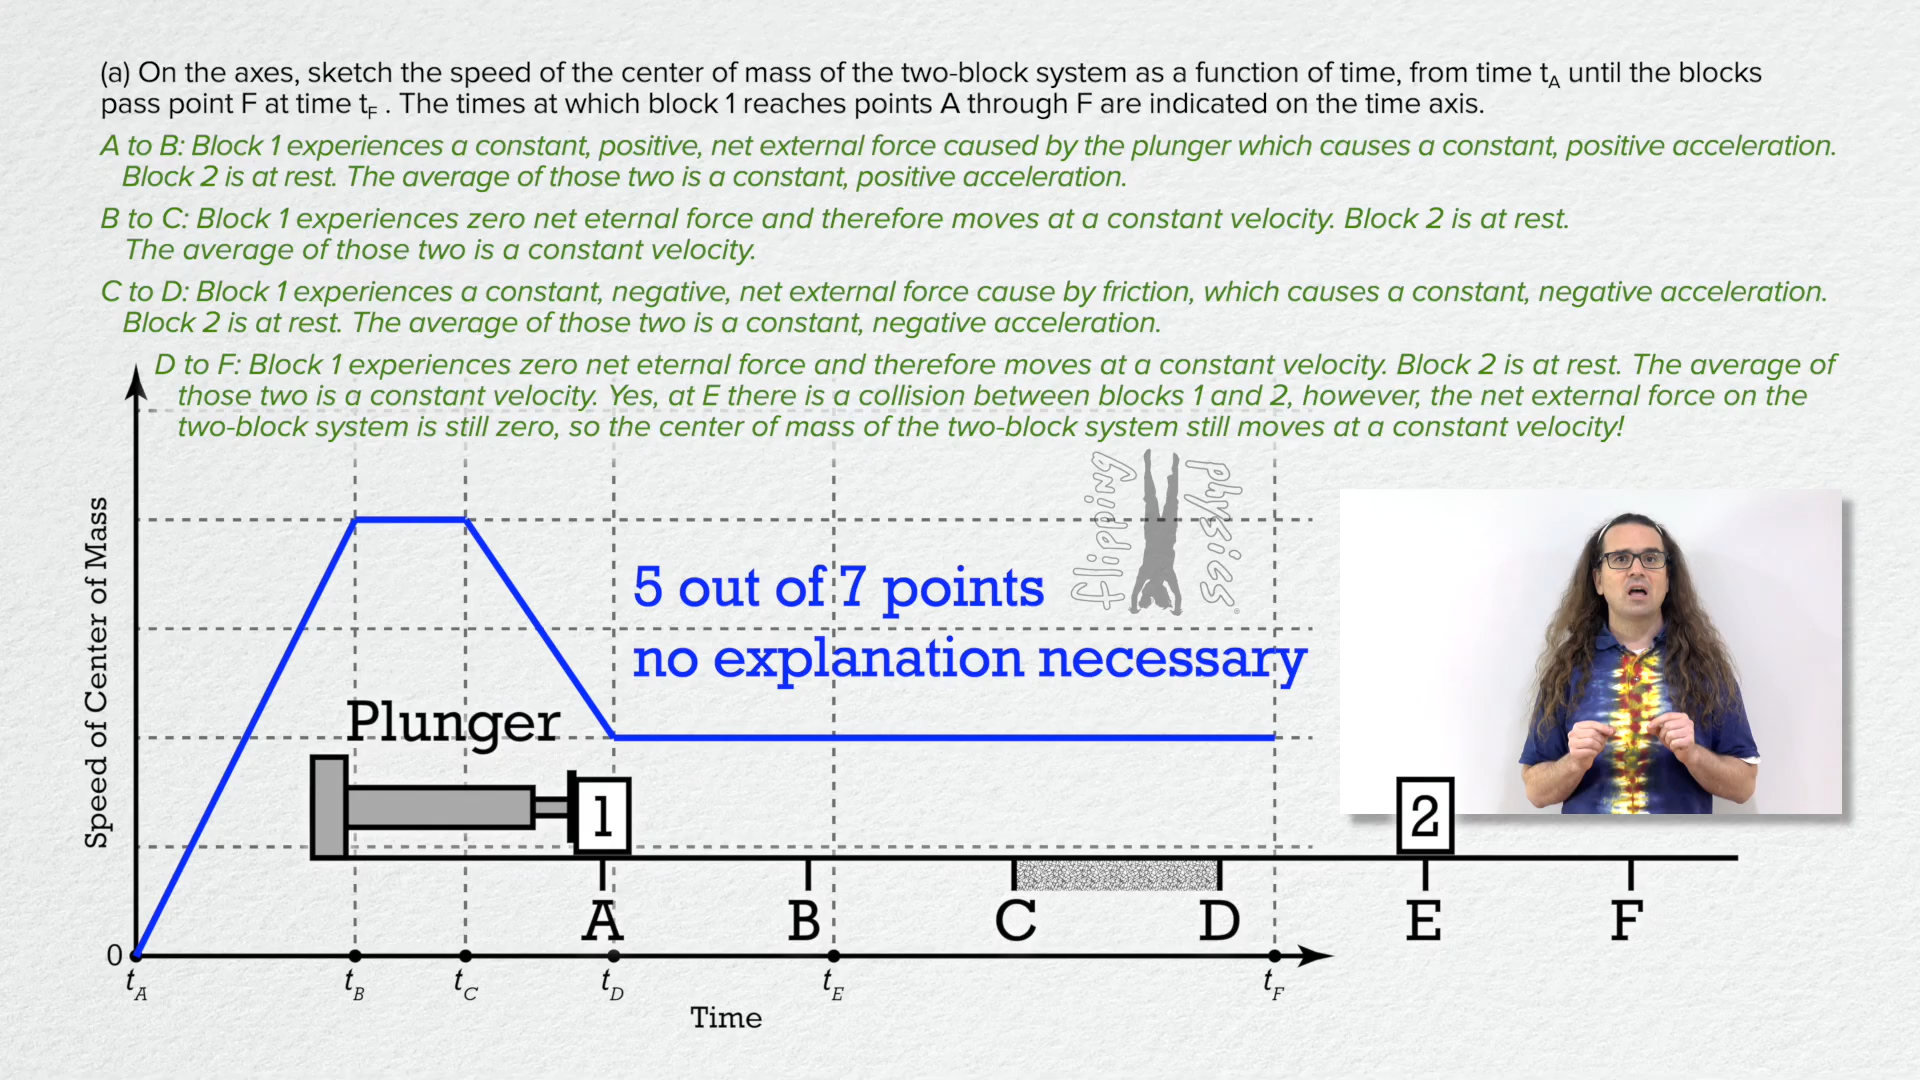 (a) On the axes, sketch the speed of the center of mass of the two-block system as a function of time, from time tA until the blocks
pass point F at time tF . The times at which block 1 reaches points A through F are indicated on the time axis.
A to B: Block 1 experiences a constant, positive, net external force caused by the plunger which causes a constant, positive acceleration.
Block 2 is at rest. The average of those two is a constant, positive acceleration.
B to C: Block 1 experiences zero net eternal force and therefore moves at a constant velocity. Block 2 is at rest.
The average of those two is a constant velocity.
C to D: Block 1 experiences a constant, negative, net external force cause by friction, which causes a constant, negative acceleration.
Block 2 is at rest. The average of those two is a constant, negative acceleration.
D to F: Block 1 experiences zero net eternal force and therefore moves at a constant velocity. Block 2 is at rest. The average of
those two is a constant velocity. Yes, at E there is a collision between blocks 1 and 2, however, the net external force on the
two-block system is still zero, so the center of mass of the two-block system still moves at a constant velocity!
Speed of Center of Mass
flipping
physics
5 out of 7 points
no explanation necessary
Plunger
1
2
A
B
C
D
E
F
0
tA
tB
tC
tD
tE
tF
Time